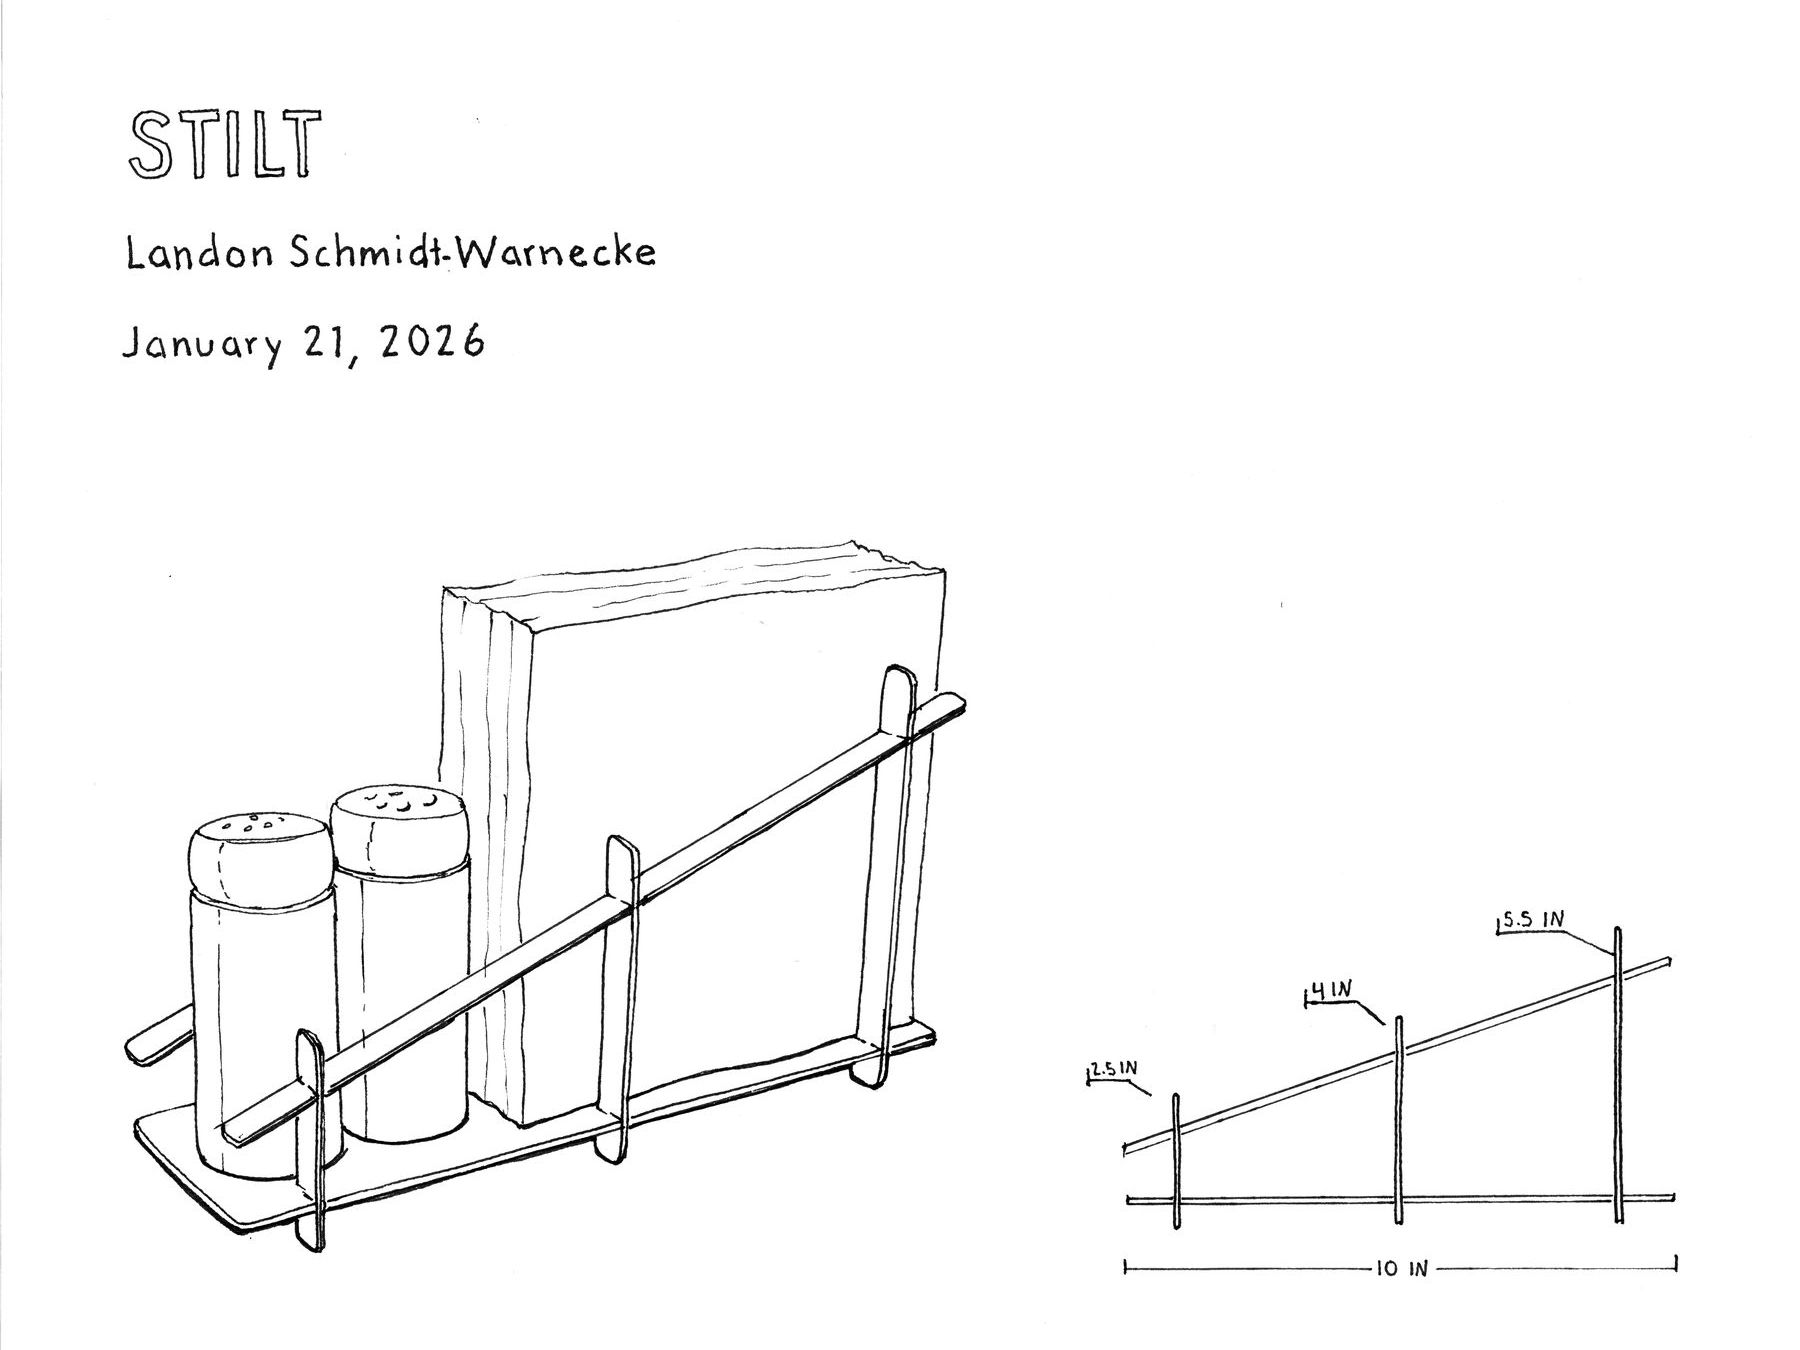 STILT
Landon Schmidt-Warnecke
January 21, 2026
5.5 IN
4 IN
2.5 IN
10 IN